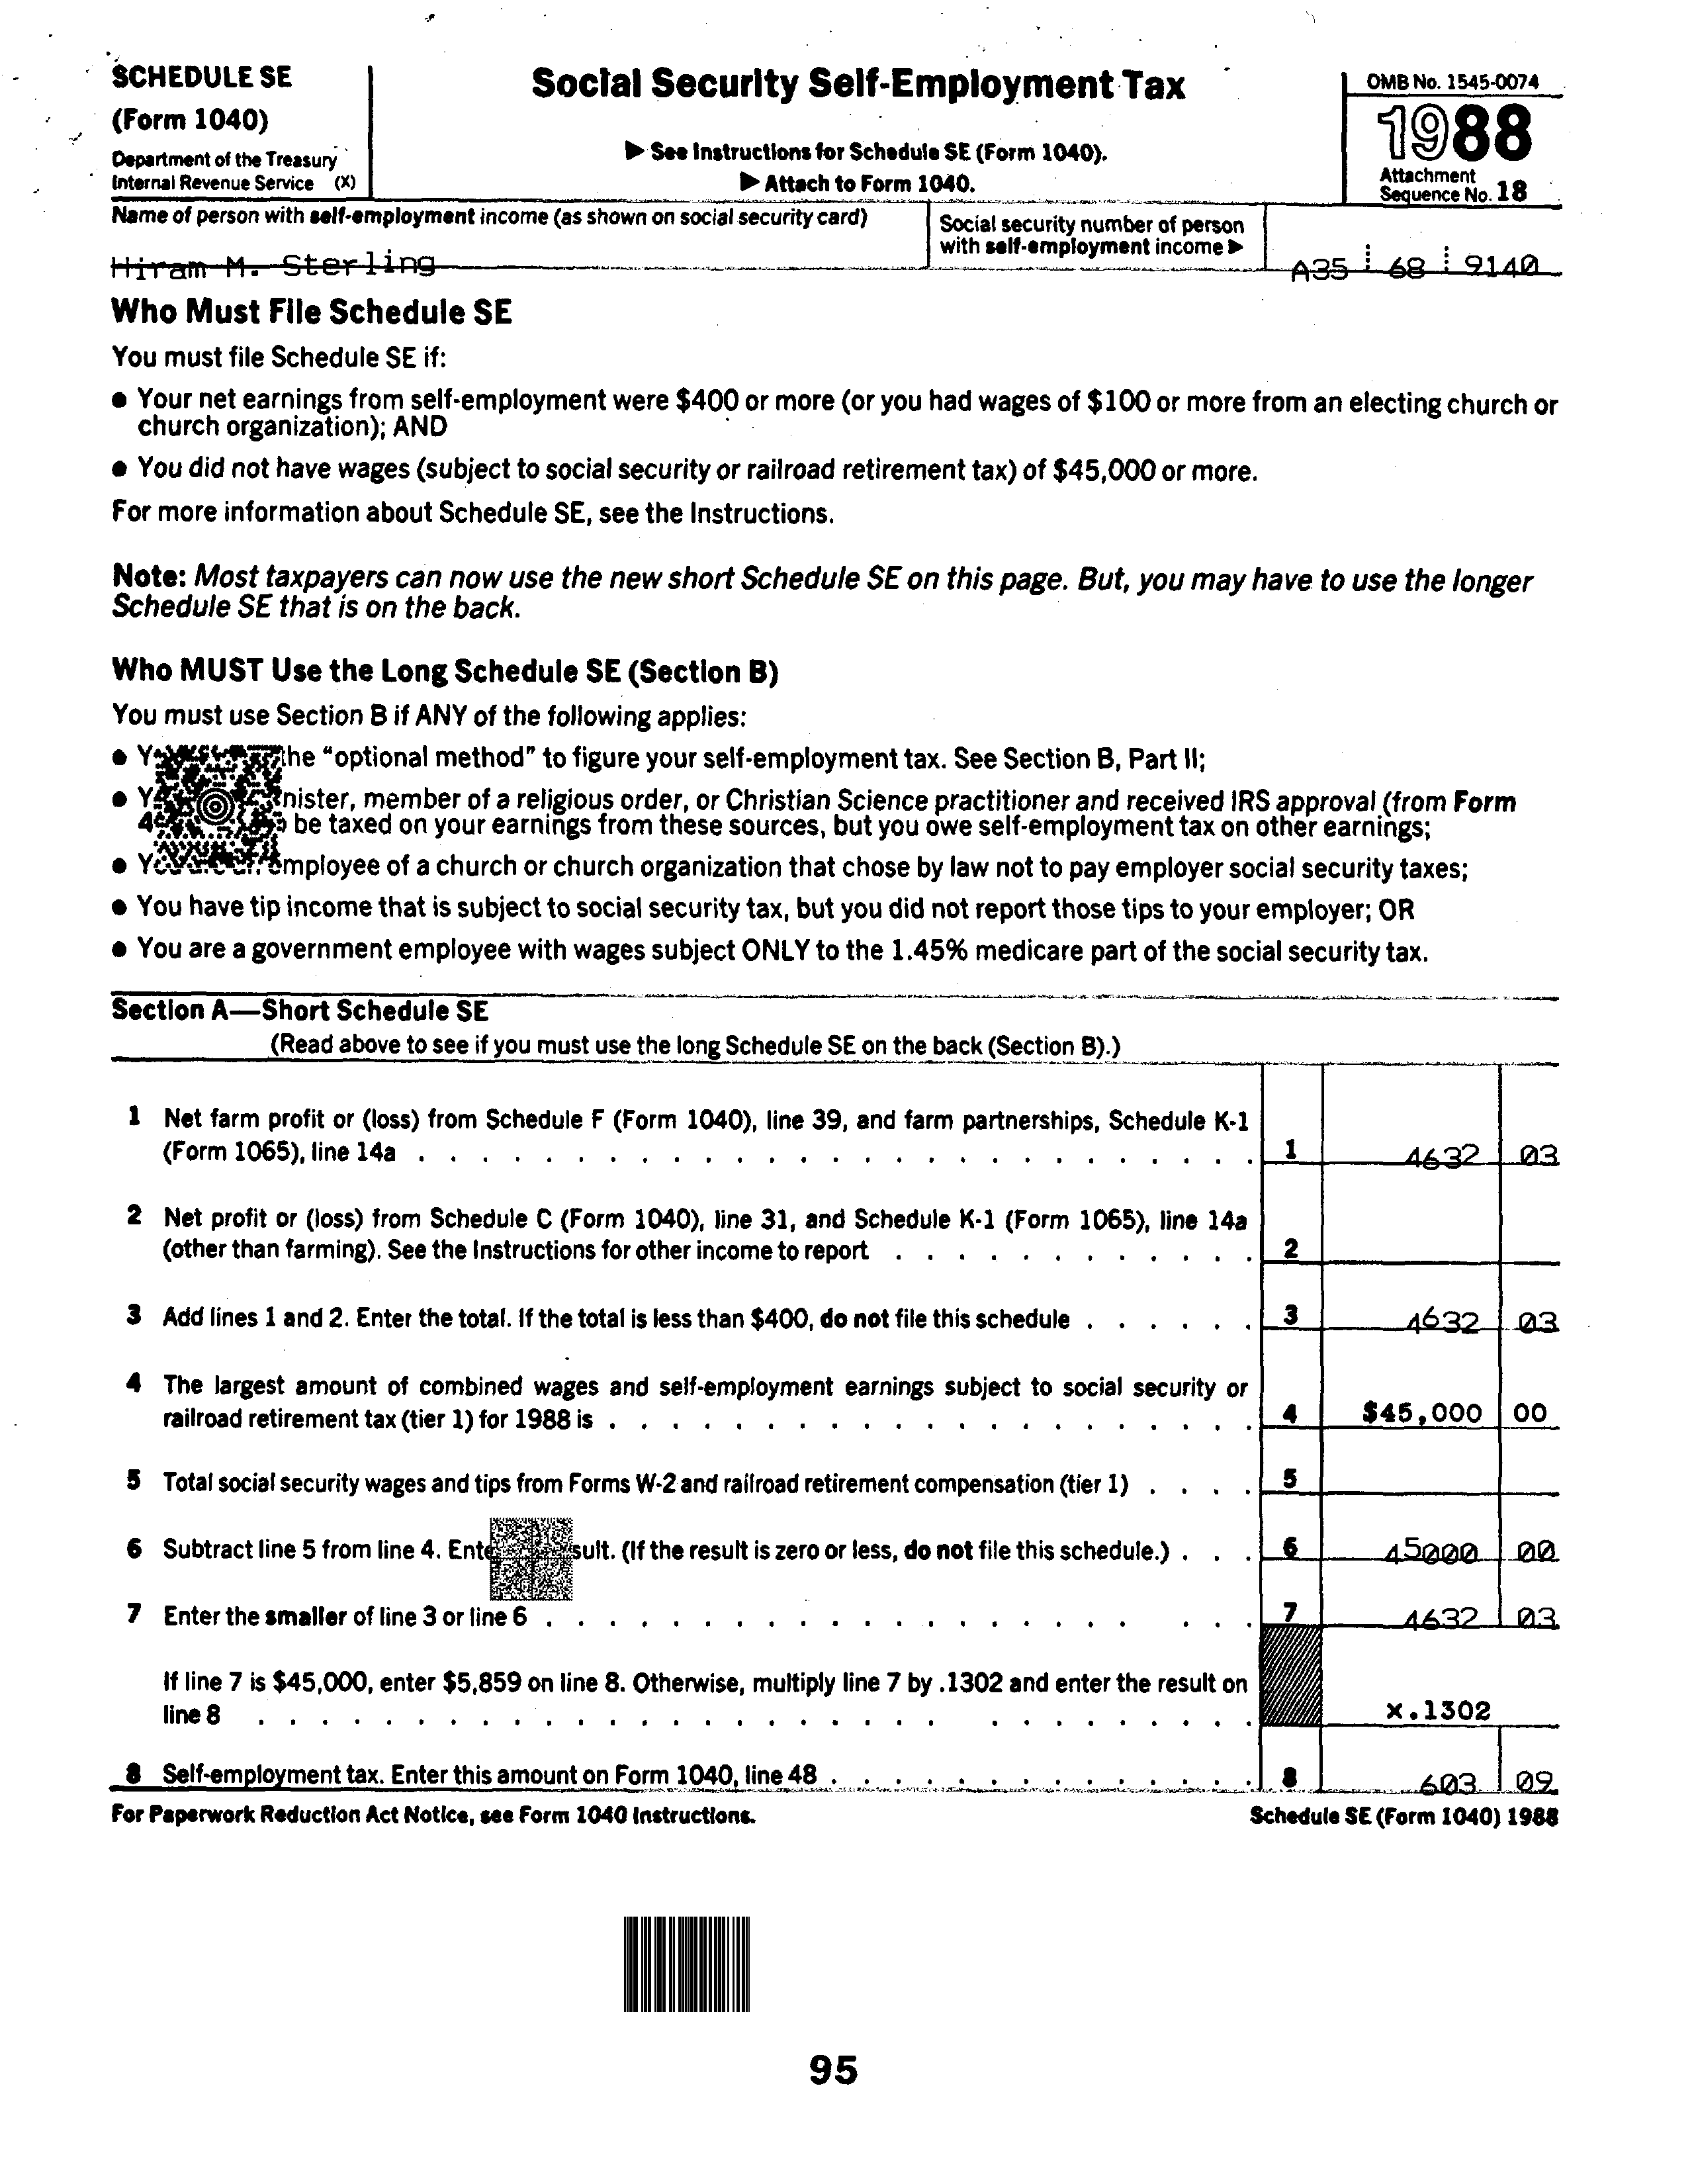 SCHEDULE SE
(Form 1040)
Department of the Treasury
Internal Revenue Service (X)
Social Security Self-Employment Tax
▶ See Instructions for Schedule SE (Form 1040).
▶ Attach to Form 1040.
OMB No. 1545-0074
1988
Attachment
Sequence No. 18
Name of person with self-employment income (as shown on social security card)
Hiram M. Sterling
Social security number of person
with self-employment income ▶
A35 68 9140
Who Must File Schedule SE
You must file Schedule SE if:
● Your net earnings from self-employment were $400 or more (or you had wages of $100 or more from an electing church or
church organization); AND
● You did not have wages (subject to social security or railroad retirement tax) of $45,000 or more.
For more information about Schedule SE, see the Instructions.
Note: Most taxpayers can now use the new short Schedule SE on this page. But, you may have to use the longer
Schedule SE that is on the back.
Who MUST Use the Long Schedule SE (Section B)
You must use Section B if ANY of the following applies:
● the "optional method" to figure your self-employment tax. See Section B, Part II;
● member of a religious order, or Christian Science practitioner and received IRS approval (from Form
be taxed on your earnings from these sources, but you owe self-employment tax on other earnings;
● employee of a church or church organization that chose by law not to pay employer social security taxes;
● You have tip income that is subject to social security tax, but you did not report those tips to your employer; OR
● You are a government employee with wages subject ONLY to the 1.45% medicare part of the social security tax.
Section A—Short Schedule SE
(Read above to see if you must use the long Schedule SE on the back (Section B).)
1 Net farm profit or (loss) from Schedule F (Form 1040), line 39, and farm partnerships, Schedule K-1
(Form 1065), line 14a . . . . . . . . . . . . . . . . . . . . . . . . . . . 1 4632 03
2 Net profit or (loss) from Schedule C (Form 1040), line 31, and Schedule K-1 (Form 1065), line 14a
(other than farming). See the Instructions for other income to report . . . . . . . . . . . . 2
3 Add lines 1 and 2. Enter the total. If the total is less than $400, do not file this schedule . . . . . . 3 4632 03
4 The largest amount of combined wages and self-employment earnings subject to social security or
railroad retirement tax (tier 1) for 1988 is . . . . . . . . . . . . . . . . . . . . . 4 $45,000 00
5 Total social security wages and tips from Forms W-2 and railroad retirement compensation (tier 1) . . . . 5
6 Subtract line 5 from line 4. (If the result is zero or less, do not file this schedule.) . . . 6 45000 00
7 Enter the smaller of line 3 or line 6 . . . . . . . . . . . . . . . . . . . . . 7 4632 03
If line 7 is $45,000, enter $5,859 on line 8. Otherwise, multiply line 7 by .1302 and enter the result on
line 8 . . . . . . . . . . . . . . . . . . . . . . . . . . . . . . x.1302
8 Self-employment tax. Enter this amount on Form 1040, line 48 . . . . . . . . . . . . . . 8 603 09
For Paperwork Reduction Act Notice, see Form 1040 Instructions.
Schedule SE (Form 1040) 1988
95